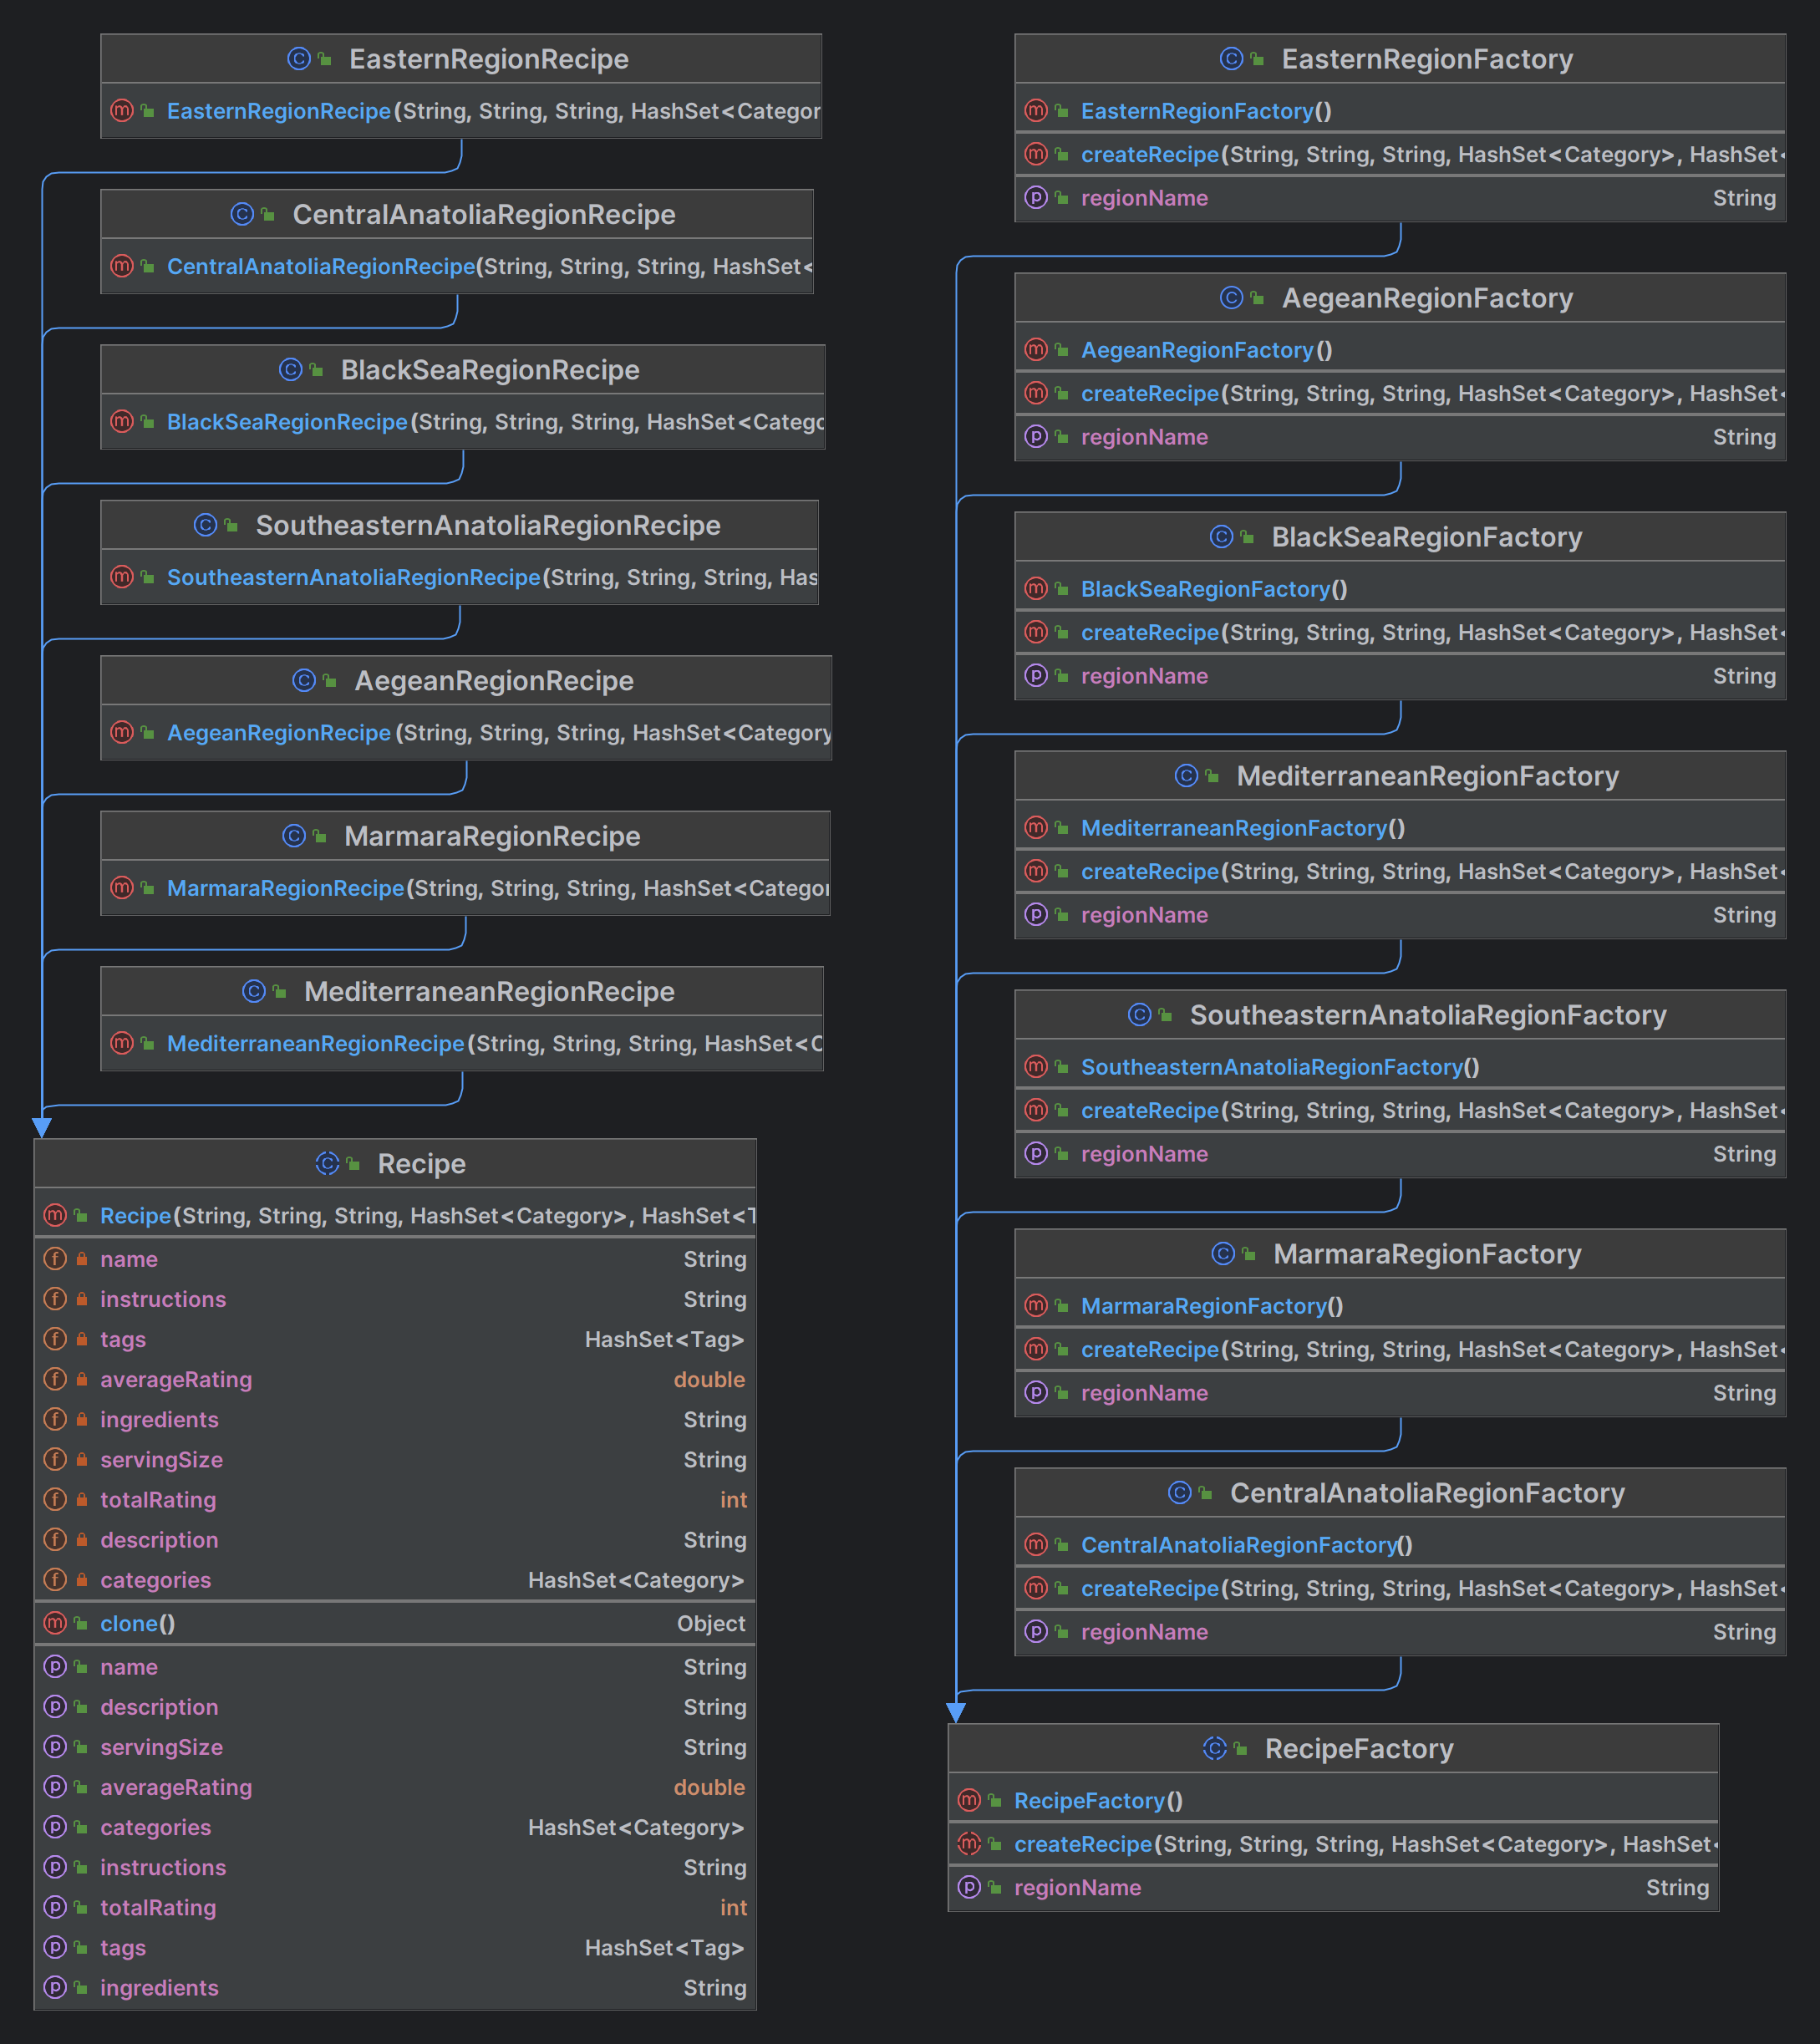 EasternRegionRecipe
EasternRegionRecipe(String, String, String, HashSet<Categor
CentralAnatoliaRegionRecipe
CentralAnatoliaRegionRecipe(String, String, String, HashSet<
BlackSeaRegionRecipe
BlackSeaRegionRecipe(String, String, String, HashSet<Catego
SoutheasternAnatoliaRegionRecipe
SoutheasternAnatoliaRegionRecipe(String, String, String, Has
AegeanRegionRecipe
AegeanRegionRecipe(String, String, String, HashSet<Category
MarmaraRegionRecipe
MarmaraRegionRecipe(String, String, String, HashSet<Categor
MediterraneanRegionRecipe
MediterraneanRegionRecipe(String, String, String, HashSet<C
Recipe
Recipe(String, String, String, HashSet<Category>, HashSet<T
name String
instructions String
tags HashSet<Tag>
averageRating double
ingredients String
servingSize String
totalRating int
description String
categories HashSet<Category>
clone() Object
name String
description String
servingSize String
averageRating double
categories HashSet<Category>
instructions String
totalRating int
tags HashSet<Tag>
ingredients String
EasternRegionFactory
EasternRegionFactory()
createRecipe(String, String, String, HashSet<Category>, HashSet<
regionName String
AegeanRegionFactory
AegeanRegionFactory()
createRecipe(String, String, String, HashSet<Category>, HashSet<
regionName String
BlackSeaRegionFactory
BlackSeaRegionFactory()
createRecipe(String, String, String, HashSet<Category>, HashSet<
regionName String
MediterraneanRegionFactory
MediterraneanRegionFactory()
createRecipe(String, String, String, HashSet<Category>, HashSet<
regionName String
SoutheasternAnatoliaRegionFactory
SoutheasternAnatoliaRegionFactory()
createRecipe(String, String, String, HashSet<Category>, HashSet<
regionName String
MarmaraRegionFactory
MarmaraRegionFactory()
createRecipe(String, String, String, HashSet<Category>, HashSet<
regionName String
CentralAnatoliaRegionFactory
CentralAnatoliaRegionFactory()
createRecipe(String, String, String, HashSet<Category>, HashSet<
regionName String
RecipeFactory
RecipeFactory()
createRecipe(String, String, String, HashSet<Category>, HashSet<
regionName String